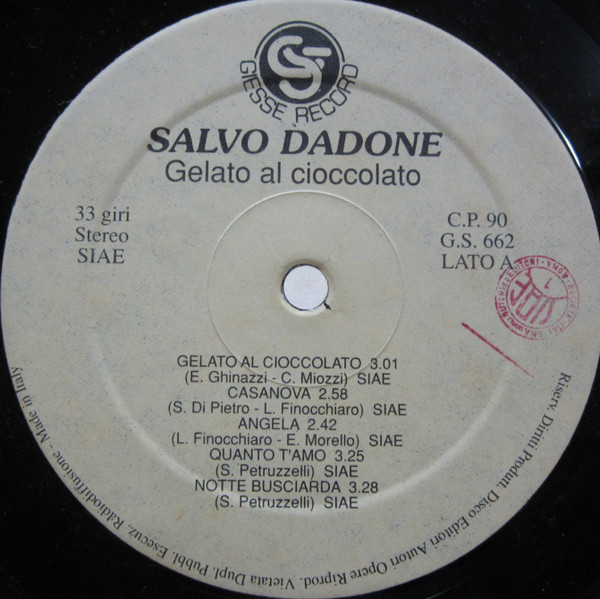 GIESSE RECORD
SALVO DADONE
Gelato al cioccolato
33 giri
Stereo
SIAE
C.P. 90
G.S. 662
LATO A
GELATO AL CIOCCOLATO 3.01
(E. Ghinazzi - C. Miozzi) SIAE
CASANOVA 2.58
(S. Di Pietro - L. Finocchiaro) SIAE
ANGELA 2.42
(L. Finocchiaro - E. Morello) SIAE
QUANTO T'AMO 3.25
(S. Petruzzelli) SIAE
NOTTE BUSCIARDA 3.28
(S. Petruzzelli) SIAE
Riserv. Diritti Produtt. Disco Editori Autori Opere Riprod. Vietata Dupl. Pubbl. Esecuz. Radiodiffusione - Made in Italy